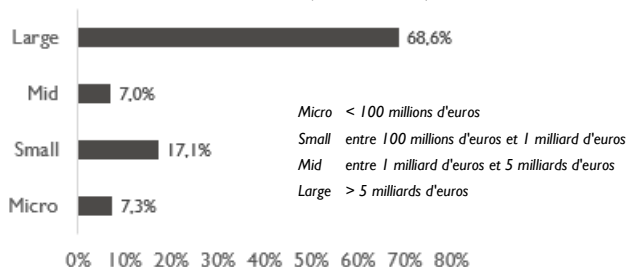 Large 68,6%
Mid 7,0%
Micro < 100 millions d'euros
Small entre 100 millions d'euros et 1 milliard d'euros
Small 17,1%
Mid entre 1 milliard d'euros et 5 milliards d'euros
Large > 5 milliards d'euros
Micro 7,3%
0% 10% 20% 30% 40% 50% 60% 70% 80%